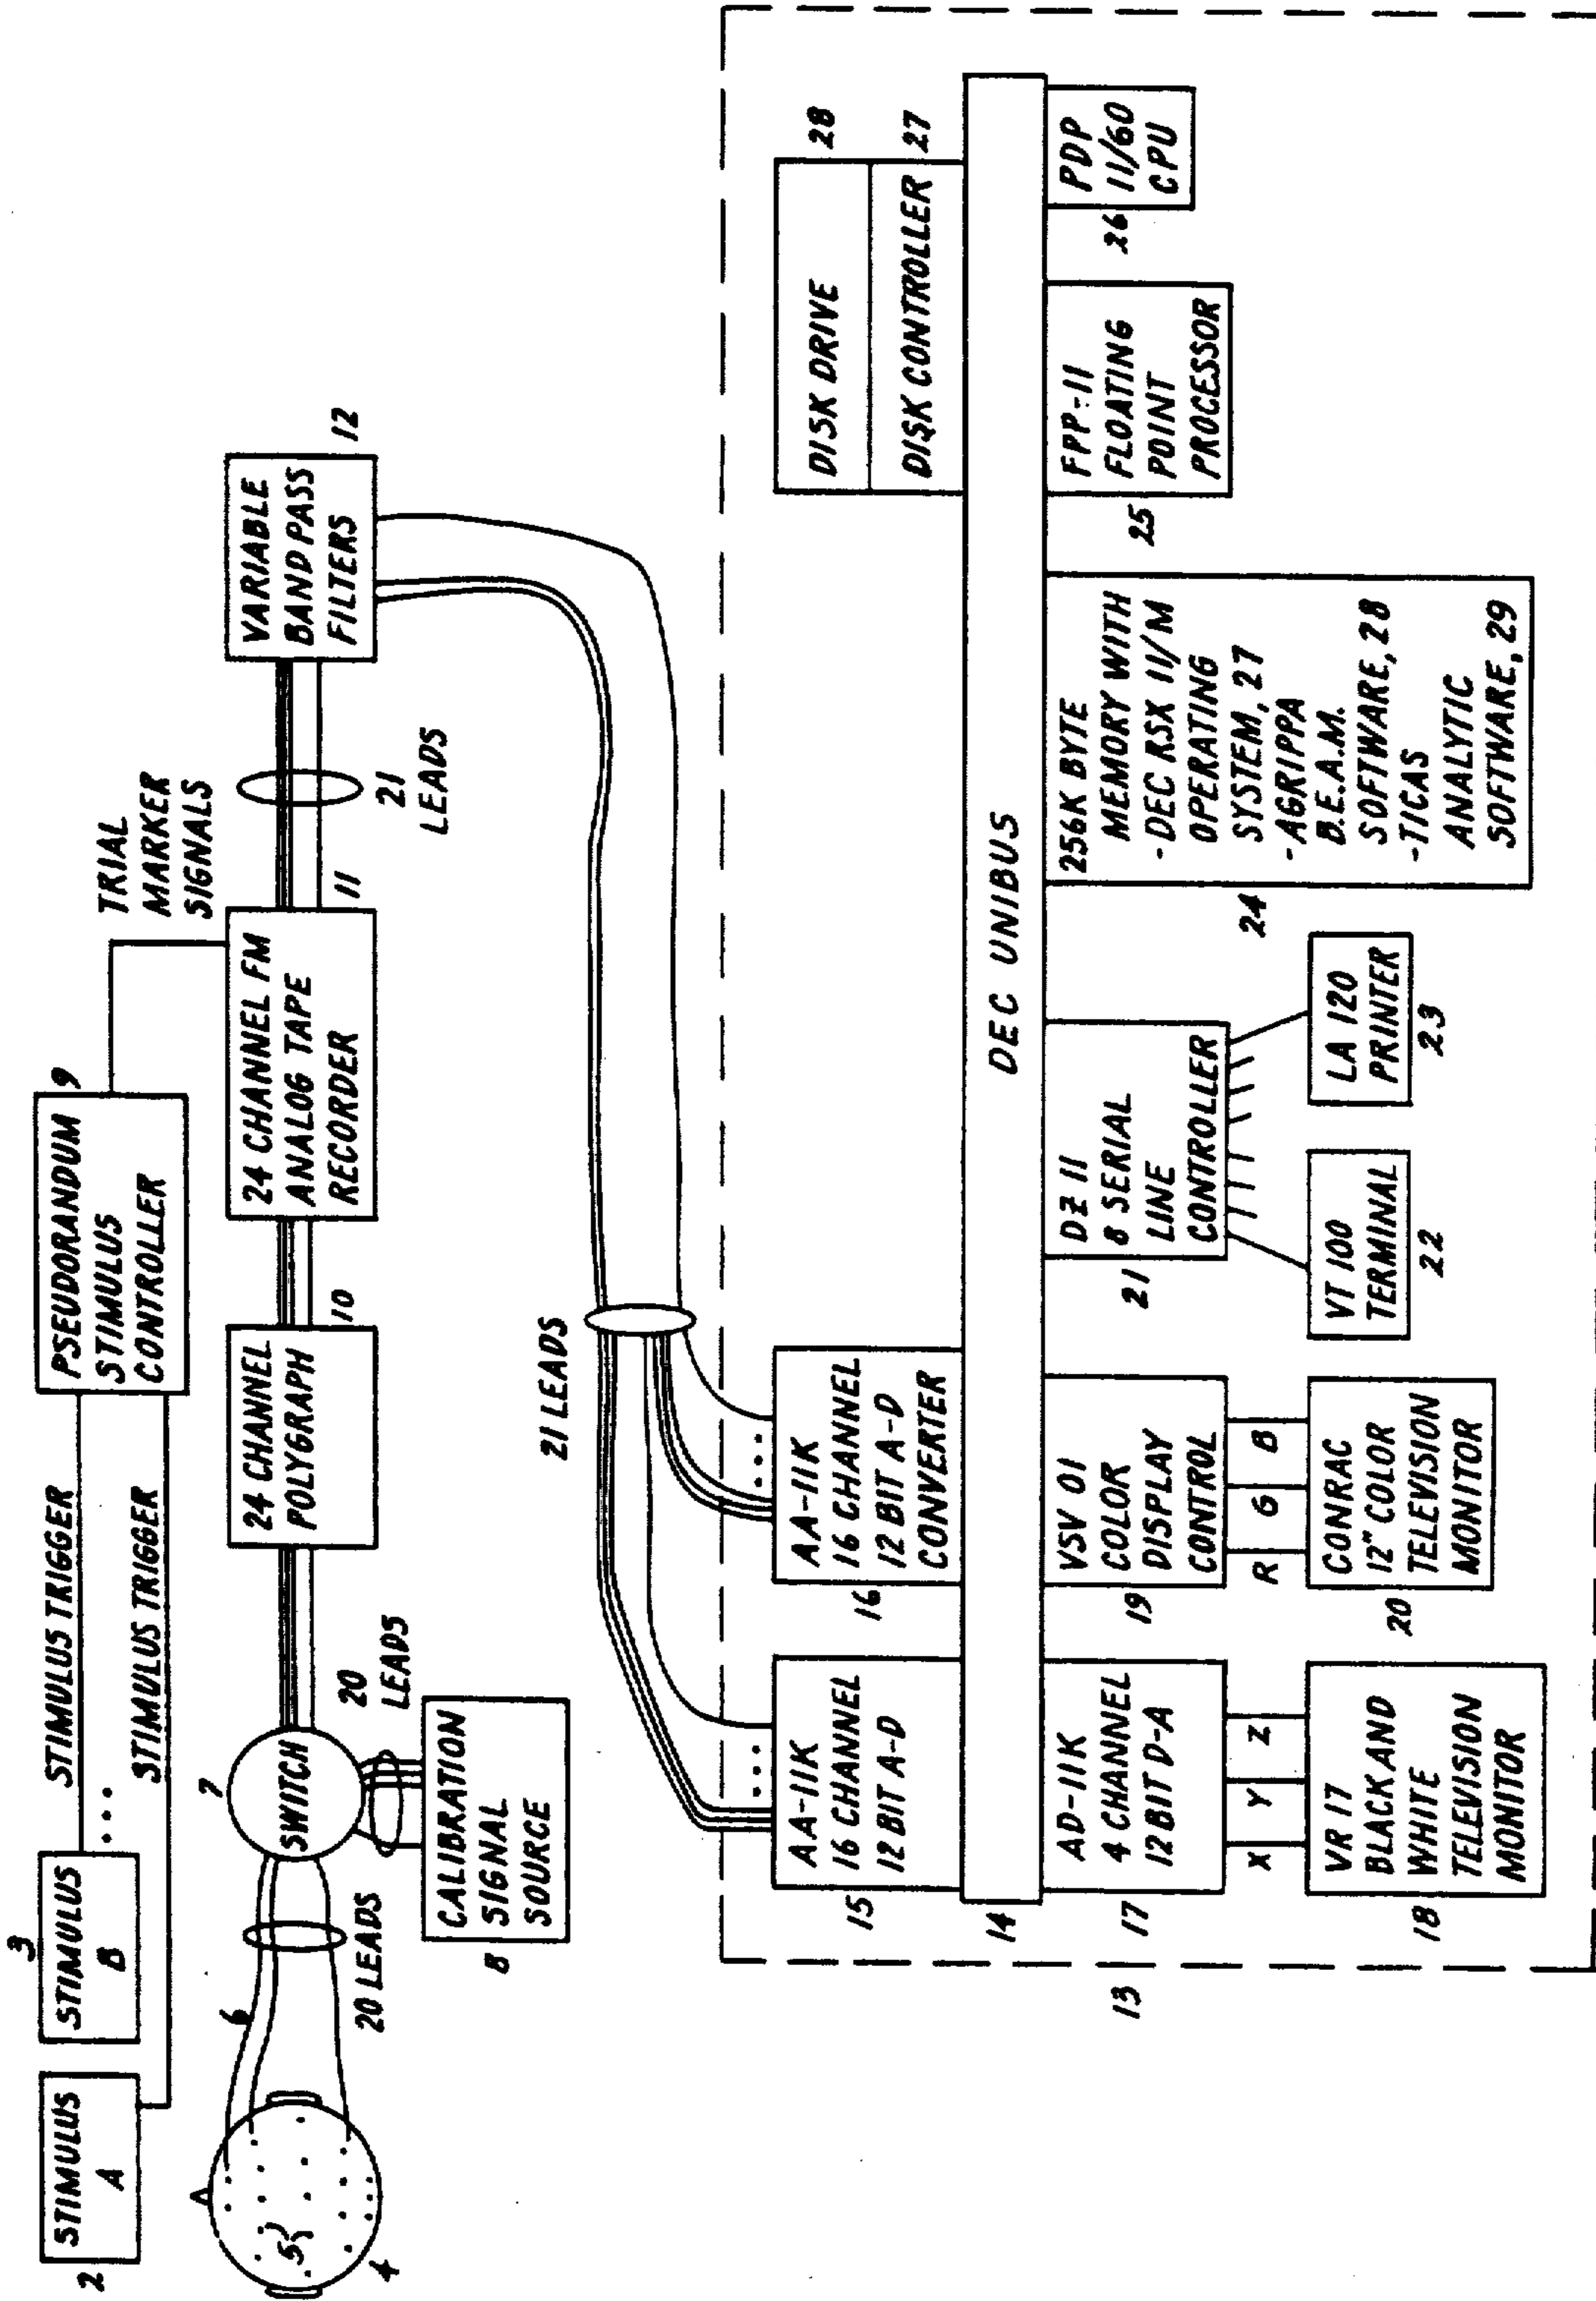 2
STIMULUS
A
3
STIMULUS
B
STIMULUS TRIGGER
STIMULUS TRIGGER
PSEUDORANDUM
STIMULUS
CONTROLLER
9
TRIAL
MARKER
SIGNALS
4
5
6
20 LEADS
7
SWITCH
20
LEADS
8
CALIBRATION
SIGNAL
SOURCE
24 CHANNEL
POLYGRAPH
10
24 CHANNEL FM
ANALOG TAPE
RECORDER
11
21
LEADS
VARIABLE
BAND PASS
FILTERS
12
21 LEADS
13
15
AA-11K
16 CHANNEL
12 BIT A-D
16
AA-11K
16 CHANNEL
12 BIT A-D
CONVERTER
DISK DRIVE
28
DISK CONTROLLER
27
14
DEC UNIBUS
17
AD-11K
4 CHANNEL
12 BIT D-A
X Y Z
18
VR 17
BLACK AND
WHITE
TELEVISION
MONITOR
19
VSV 01
COLOR
DISPLAY
CONTROL
R G B
20
CONRAC
12" COLOR
TELEVISION
MONITOR
21
DZ 11
8 SERIAL
LINE
CONTROLLER
VT 100
TERMINAL
22
LA 120
PRINTER
23
24
256K BYTE
MEMORY WITH
-DEC RSX 11/M
OPERATING
SYSTEM, 27
-AGRIPPA
B.E.A.M.
SOFTWARE, 28
-TICAS
ANALYTIC
SOFTWARE, 29
25
FPP-11
FLOATING
POINT
PROCESSOR
26
PDP
11/60
CPU